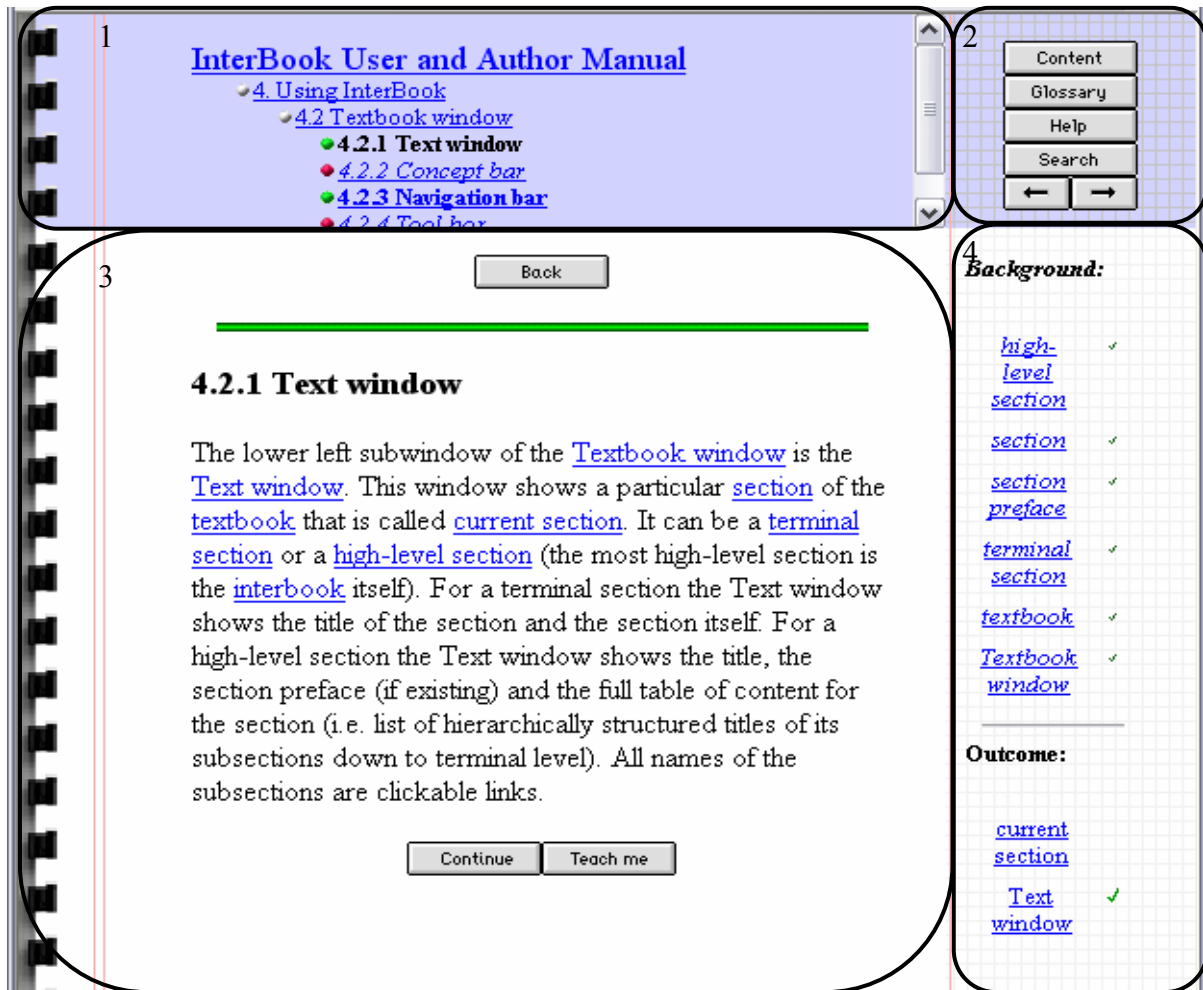 1
InterBook User and Author Manual
4. Using InterBook
4.2 Textbook window
4.2.1 Text window
4.2.2 Concept bar
4.2.3 Navigation bar
4.2.4 Tool bar
2
Content
Glossary
Help
Search
← →
3
Back
4.2.1 Text window
The lower left subwindow of the Textbook window is the
Text window. This window shows a particular section of the
textbook that is called current section. It can be a terminal
section or a high-level section (the most high-level section is
the interbook itself). For a terminal section the Text window
shows the title of the section and the section itself. For a
high-level section the Text window shows the title, the
section preface (if existing) and the full table of content for
the section (i.e. list of hierarchically structured titles of its
subsections down to terminal level). All names of the
subsections are clickable links.
Continue Teach me
4
Background:
high-
level
section
section
section
preface
terminal
section
textbook
Textbook
window
Outcome:
current
section
Text
window